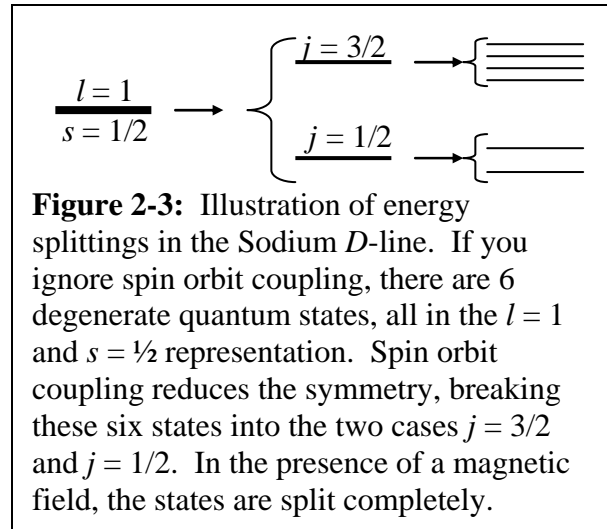 j = 3/2
l = 1
s = 1/2
j = 1/2
Figure 2-3: Illustration of energy
splittings in the Sodium D-line. If you
ignore spin orbit coupling, there are 6
degenerate quantum states, all in the l = 1
and s = ½ representation. Spin orbit
coupling reduces the symmetry, breaking
these six states into the two cases j = 3/2
and j = 1/2. In the presence of a magnetic
field, the states are split completely.